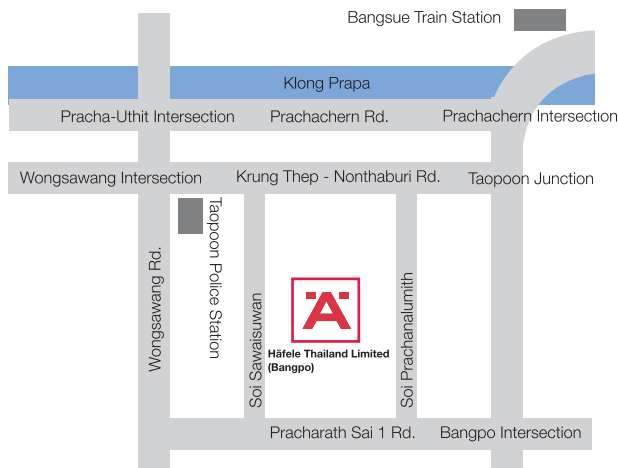 Bangsue Train Station
Klong Prapa
Pracha-Uthit Intersection
Prachachern Rd.
Prachachern Intersection
Wongsawang Intersection
Krung Thep - Nonthaburi Rd.
Taopoon Junction
Wongsawang Rd.
Taopoon Police Station
Soi Sawaisuwan
Ä
Häfele Thailand Limited
(Bangpo)
Soi Prachanalumith
Pracharath Sai 1 Rd.
Bangpo Intersection